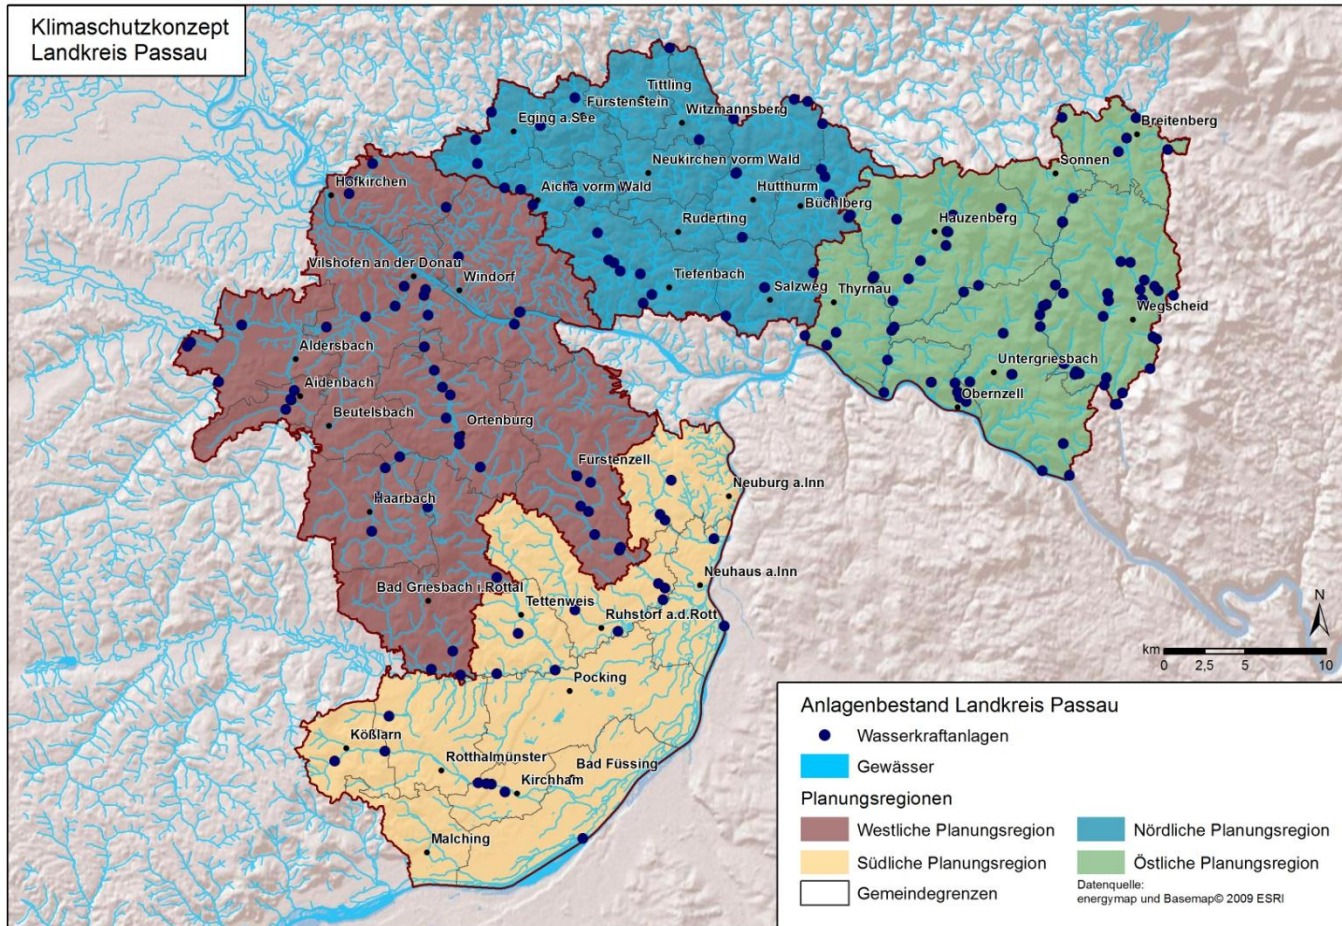 Klimaschutzkonzept
Landkreis Passau
Tittling
Fürstenstein
Witzmannsberg
Eging a.See
Breitenberg
Neukirchen vorm Wald
Sonnen
Hofkirchen
Aicha vorm Wald
Hutthurm
Büchlberg
Ruderting
Hauzenberg
Vilshofen an der Donau
Windorf
Tiefenbach
Salzweg
Thyrnau
Wegscheid
Aldersbach
Untergriesbach
Aidenbach
Obernzell
Beutelsbach
Ortenburg
Fürstenzell
Haarbach
Neuburg a.Inn
Bad Griesbach i.Rottal
Neuhaus a.Inn
Tettenweis
Ruhstorf a.d.Rott
Pocking
Kößlarn
Rotthalmünster
Bad Füssing
Kirchham
Malching
N
km
0 2,5 5 10
Anlagenbestand Landkreis Passau
Wasserkraftanlagen
Gewässer
Planungsregionen
Westliche Planungsregion
Nördliche Planungsregion
Südliche Planungsregion
Östliche Planungsregion
Gemeindegrenzen
Datenquelle:
energymap und Basemap© 2009 ESRI